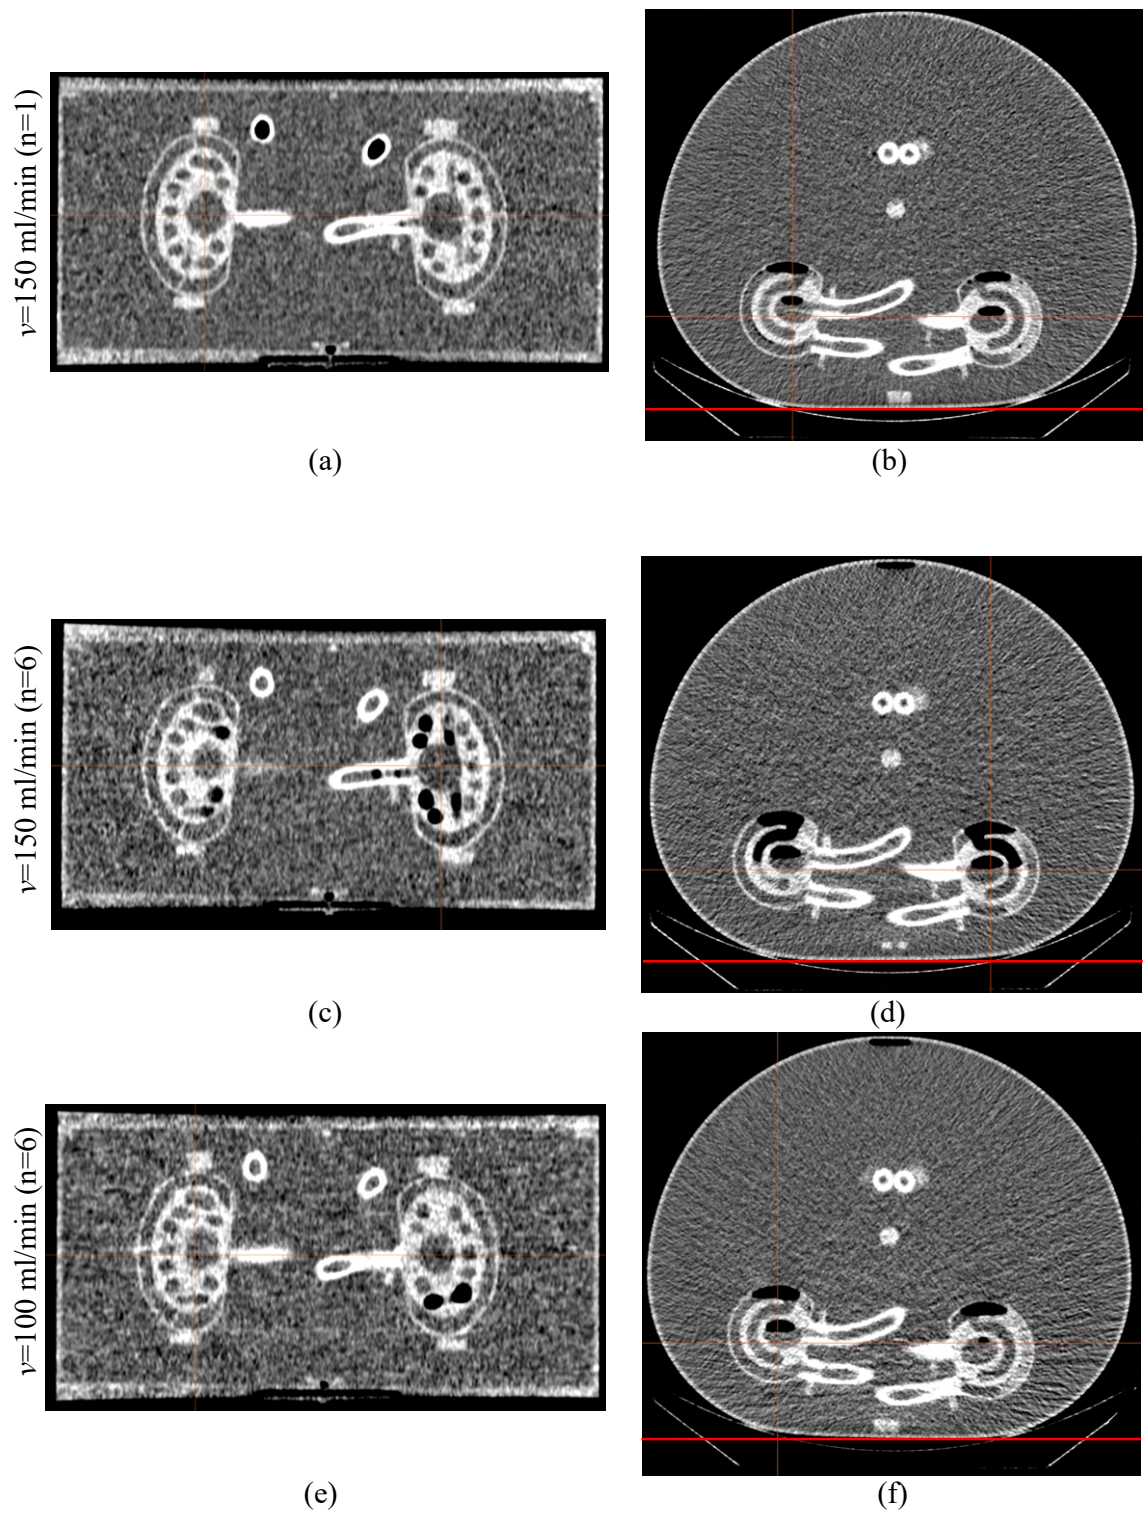 v=150 ml/min (n=1)
(a)
(b)
v=150 ml/min (n=6)
(c)
(d)
v=100 ml/min (n=6)
(e)
(f)